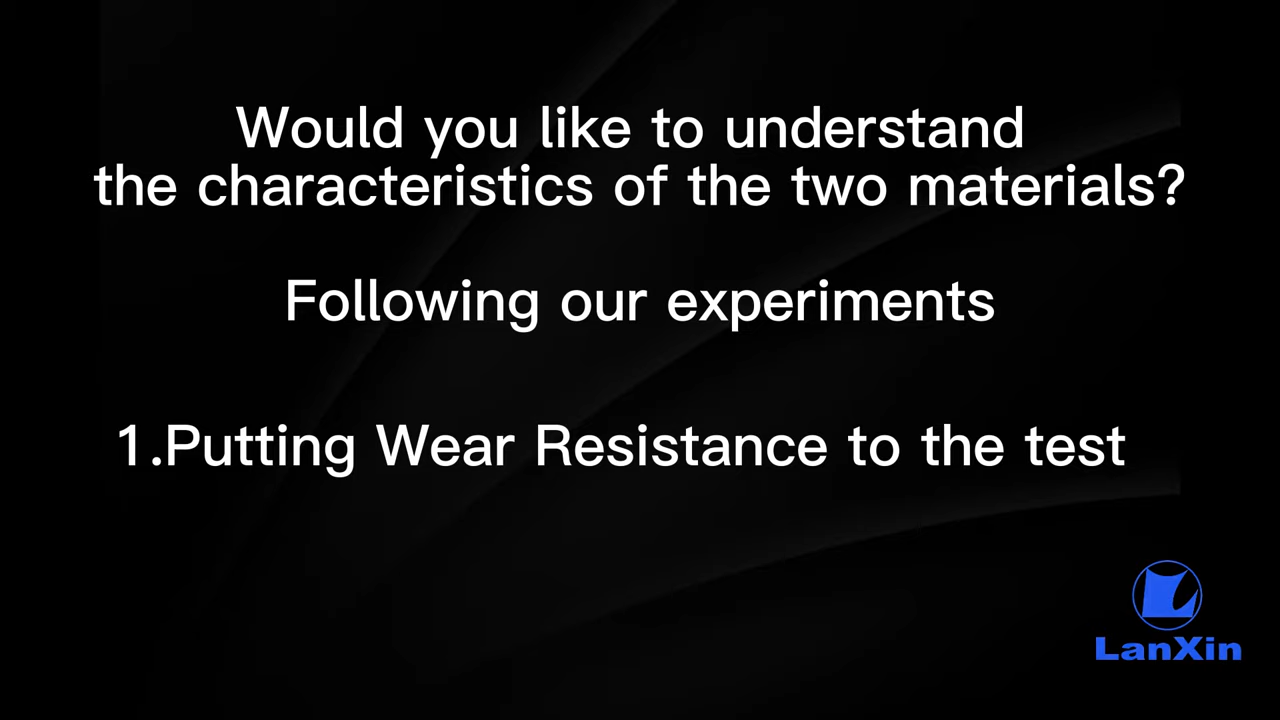 Would you like to understand
the characteristics of the two materials?
Following our experiments
1.Putting Wear Resistance to the test
LanXin